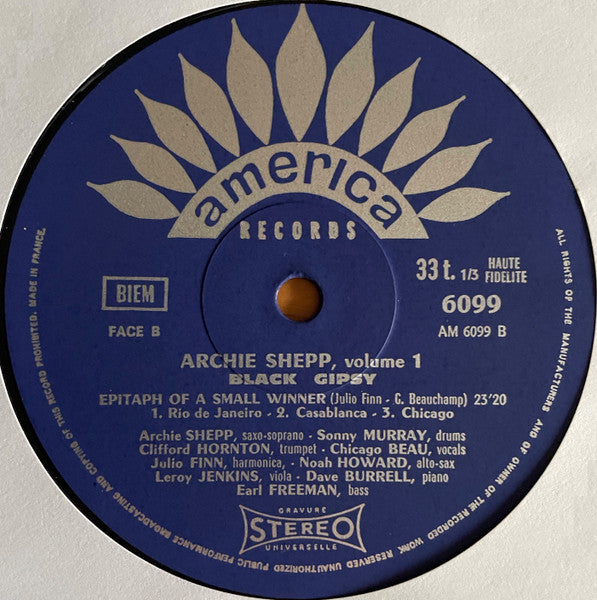 america
RECORDS
BIEM
FACE B
33 t. 1/3 HAUTE FIDELITE
6099
AM 6099 B
ARCHIE SHEPP, volume 1
BLACK GIPSY
EPITAPH OF A SMALL WINNER (Julio Finn - G. Beauchamp) 23'20
1. Rio de Janeiro - 2. Casablanca - 3. Chicago
Archie SHEPP, saxo-soprano - Sonny MURRAY, drums
Clifford HORNTON, trumpet - Chicago BEAU, vocals
Julio FINN, harmonica, - Noah HOWARD, alto-sax
Leroy JENKINS, viola - Dave BURRELL, piano
Earl FREEMAN, bass
GRAVURE
STEREO
UNIVERSELLE
ALL RIGHTS OF THE MANUFACTURERS AND OF OWNER OF THE RECORDED WORK RESERVED UNAUTHORIZED PUBLIC PERFORMANCE BROADCASTING AND COPYING OF THIS RECORD PROHIBITED. MADE IN FRANCE.